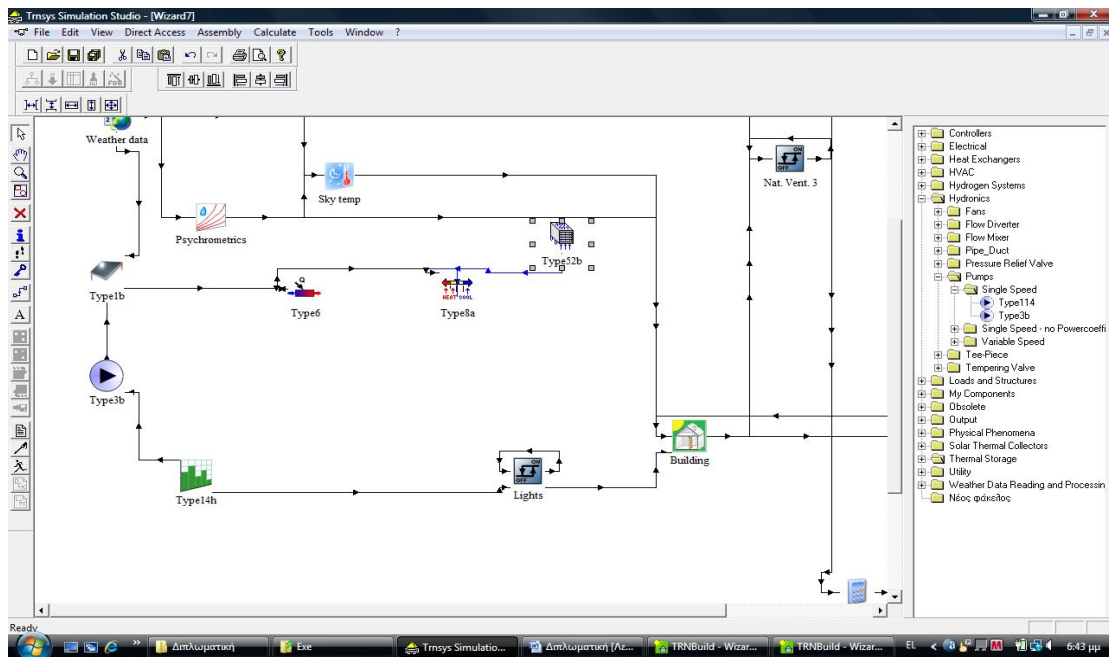 Trnsys Simulation Studio - [Wizard7]
File Edit View Direct Access Assembly Calculate Tools Window ?
Weather data
Sky temp
Nat. Vent. 3
Psychrometrics
Type52b
Type1b
Type6
HEAT COOL
Type8a
Type3b
Building
Type14h
ON
OFF
Lights
Controllers
Electrical
Heat Exchangers
HVAC
Hydrogen Systems
Hydronics
Fans
Flow Diverter
Flow Mixer
Pipe_Duct
Pressure Relief Valve
Pumps
Single Speed
Type114
Type3b
Single Speed - no Powercoeffi
Variable Speed
Tee-Piece
Tempering Valve
Loads and Structures
My Components
Obsolete
Output
Physical Phenomena
Solar Thermal Collectors
Thermal Storage
Utility
Weather Data Reading and Processin
Νέος φάκελος
Ready
Διπλωματική
Exe
Trnsys Simulatio...
Διπλωματική [Λε...
TRNBuild - Wizar...
TRNBuild - Wizar...
EL
6:43 μμ